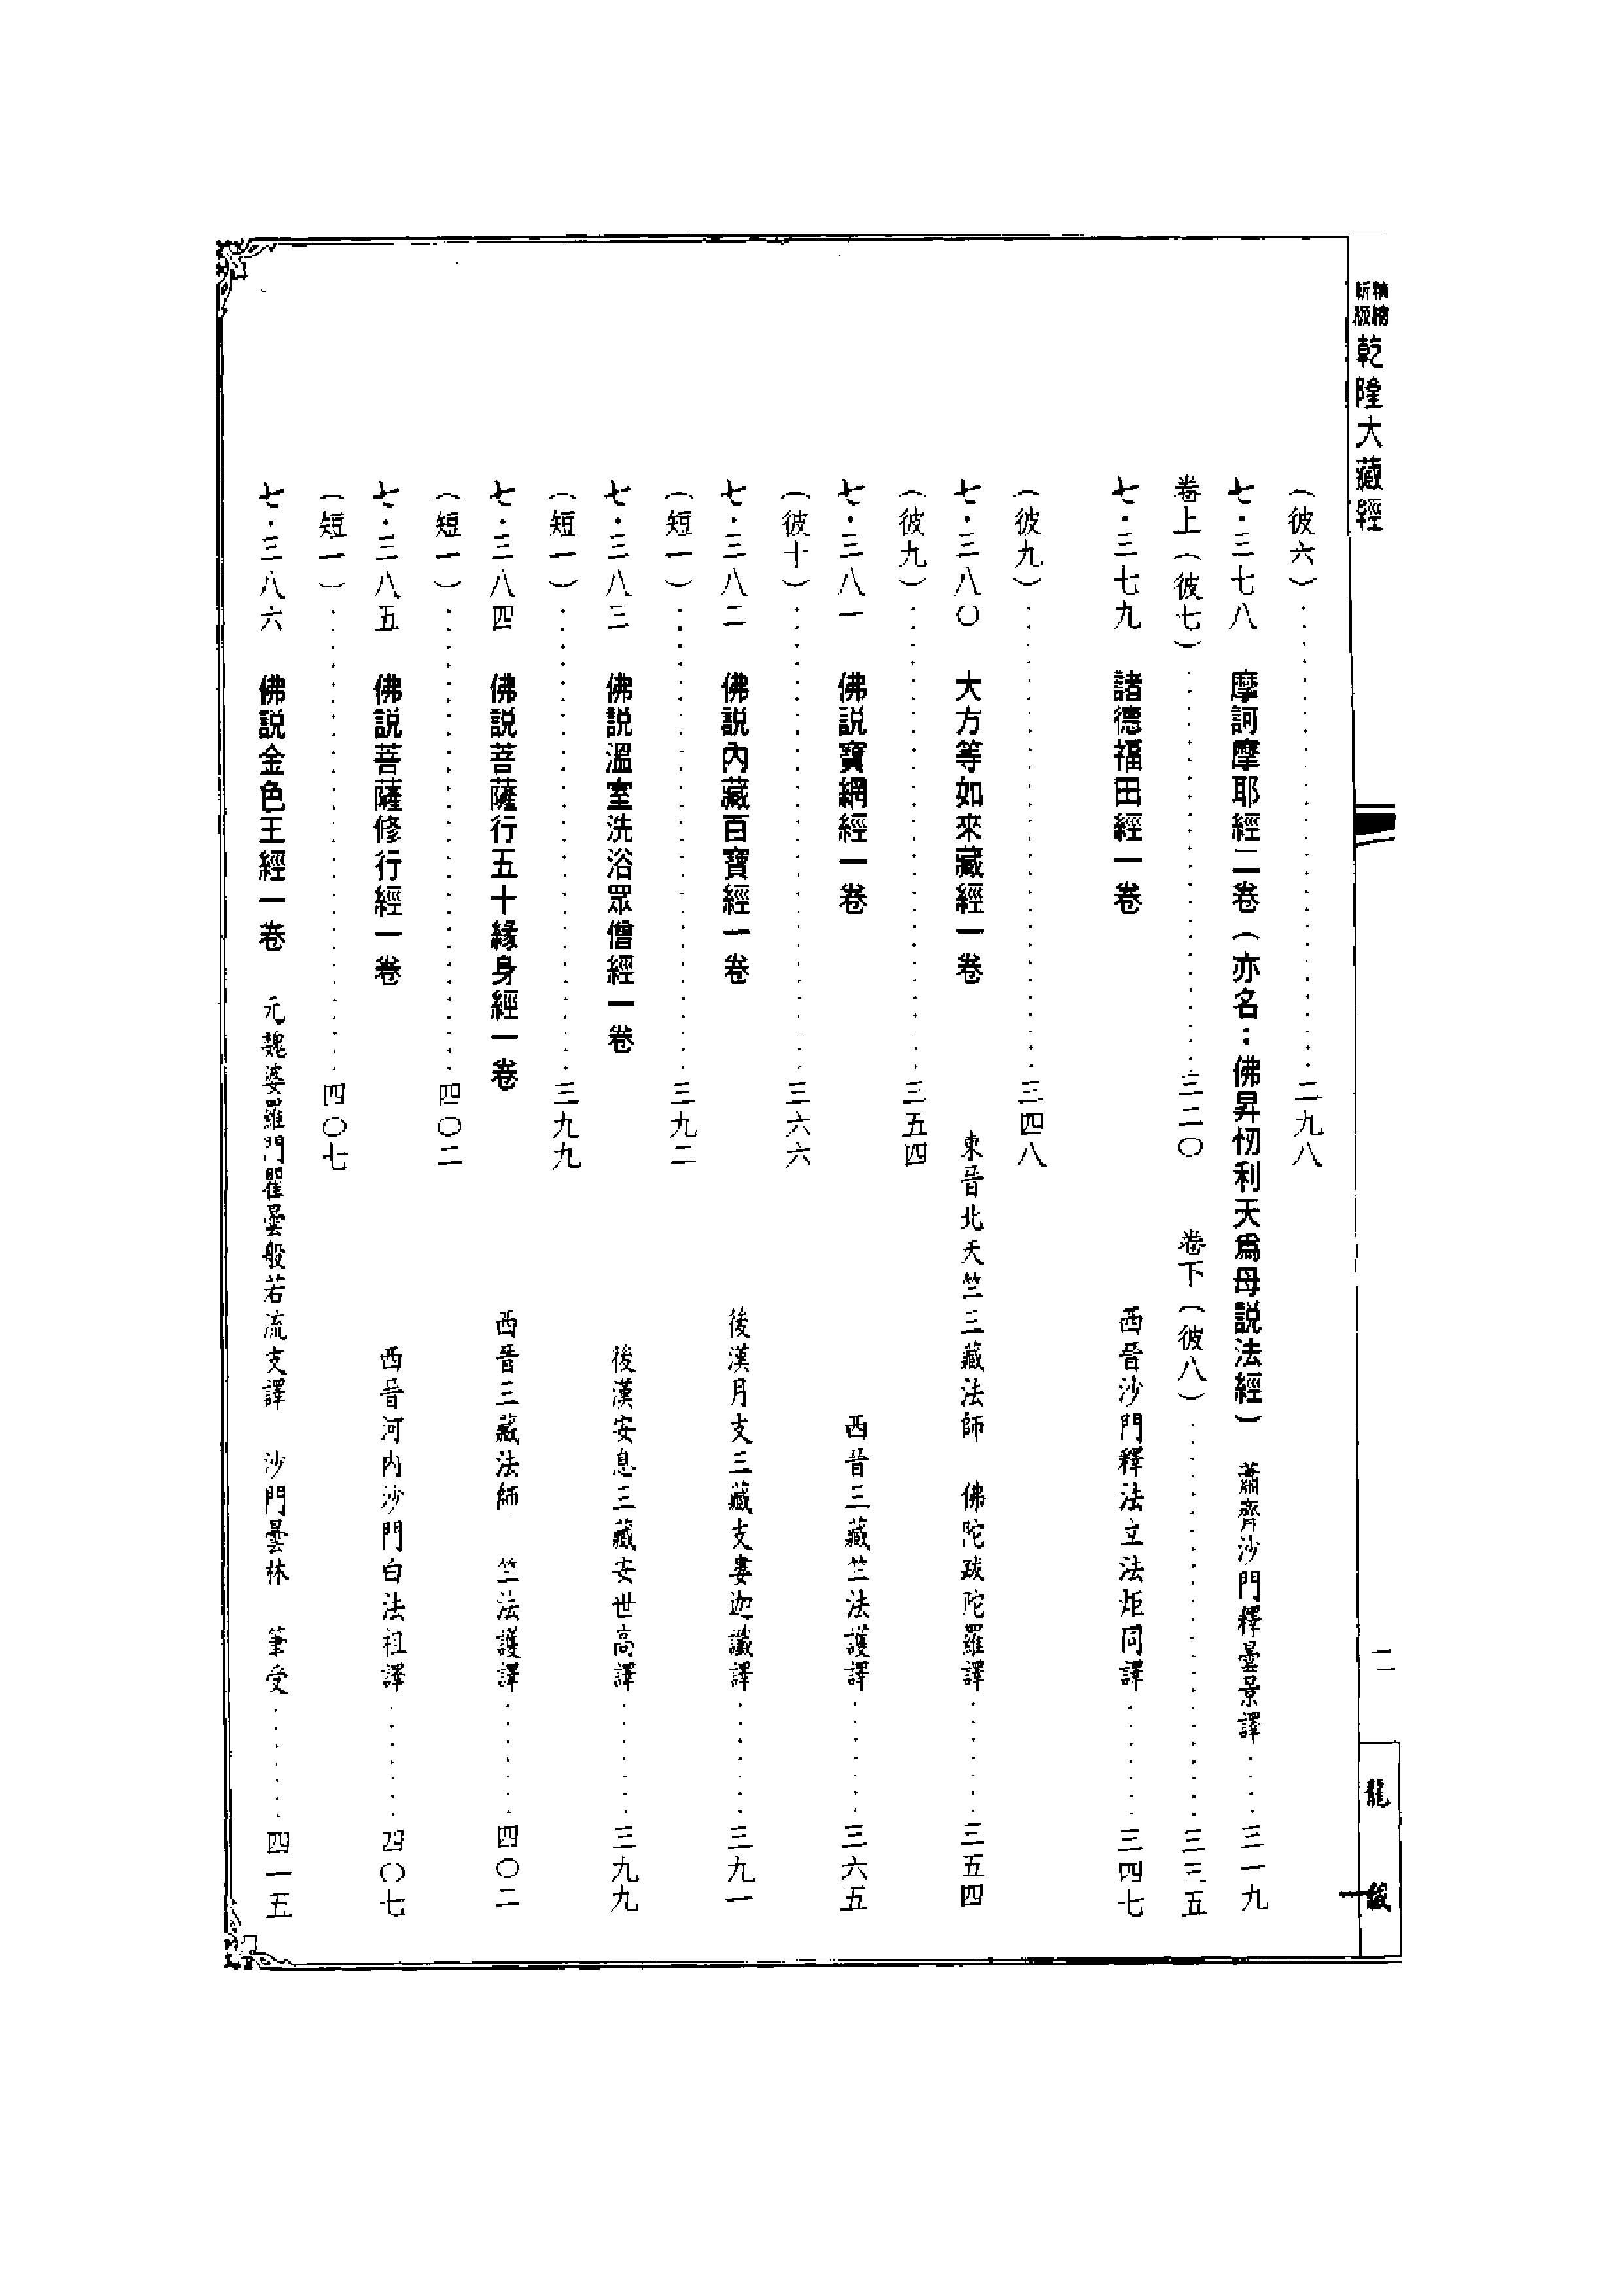 精榜新版乾隆大藏經
二
龍藏
(彼六)……二九八
七·三七八 摩訶摩耶經二卷(亦名:佛昇忉利天爲母説法經) 蕭齊沙門釋曇景譯……三一九
卷上(彼七)……三二〇 卷下(彼八)……三三五
七·三七九 諸德福田經一卷 西晉沙門釋法立法炬同譯……三四七
(彼九)……三四八
七·三八〇 大方等如來藏經一卷 東晉北天竺三藏法師 佛陀跋陀羅譯……三五四
(彼九)……三五四
七·三八一 佛説寶網經一卷 西晉三藏竺法護譯……三六五
(彼十)……三六六
七·三八二 佛説內藏百寶經一卷 後漢月支三藏支婁迦讖譯……三九一
(短一)……三九二
七·三八三 佛説溫室洗浴眾僧經一卷 後漢安息三藏安世高譯……三九九
(短一)……三九九
七·三八四 佛説菩薩行五十緣身經一卷 西晉三藏法師 竺法護譯……四〇二
(短一)……四〇二
七·三八五 佛説菩薩修行經一卷 西晉河內沙門白法祖譯……四〇七
(短一)……四〇七
七·三八六 佛説金色王經一卷 元魏婆羅門瞿曇般若流支譯 沙門曇林 筆受……四一五